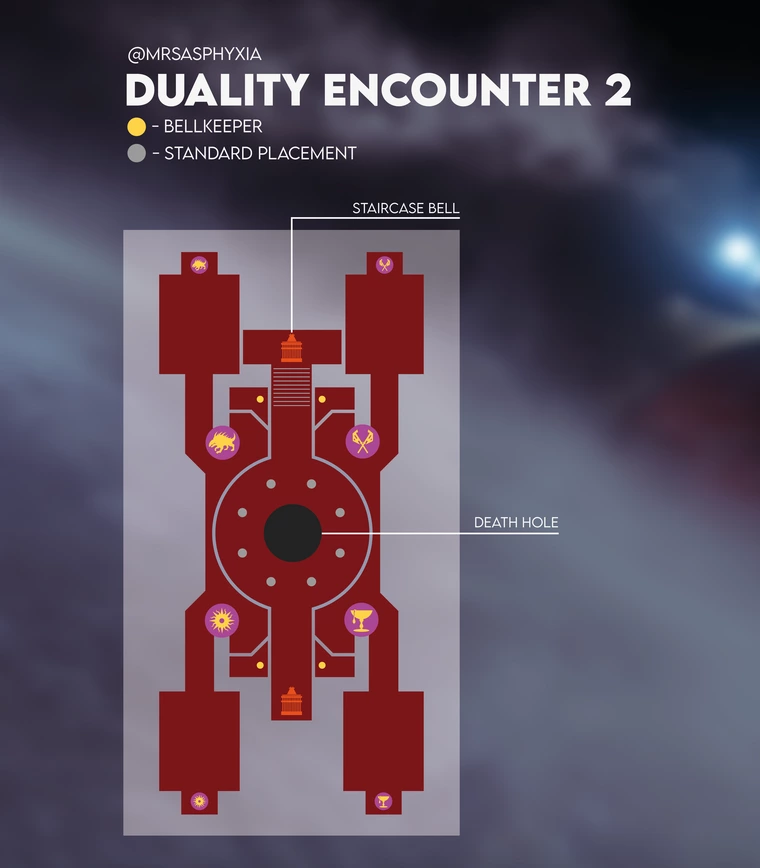 @MRSASPHYXIA
DUALITY ENCOUNTER 2
- BELLKEEPER
- STANDARD PLACEMENT
STAIRCASE BELL
DEATH HOLE